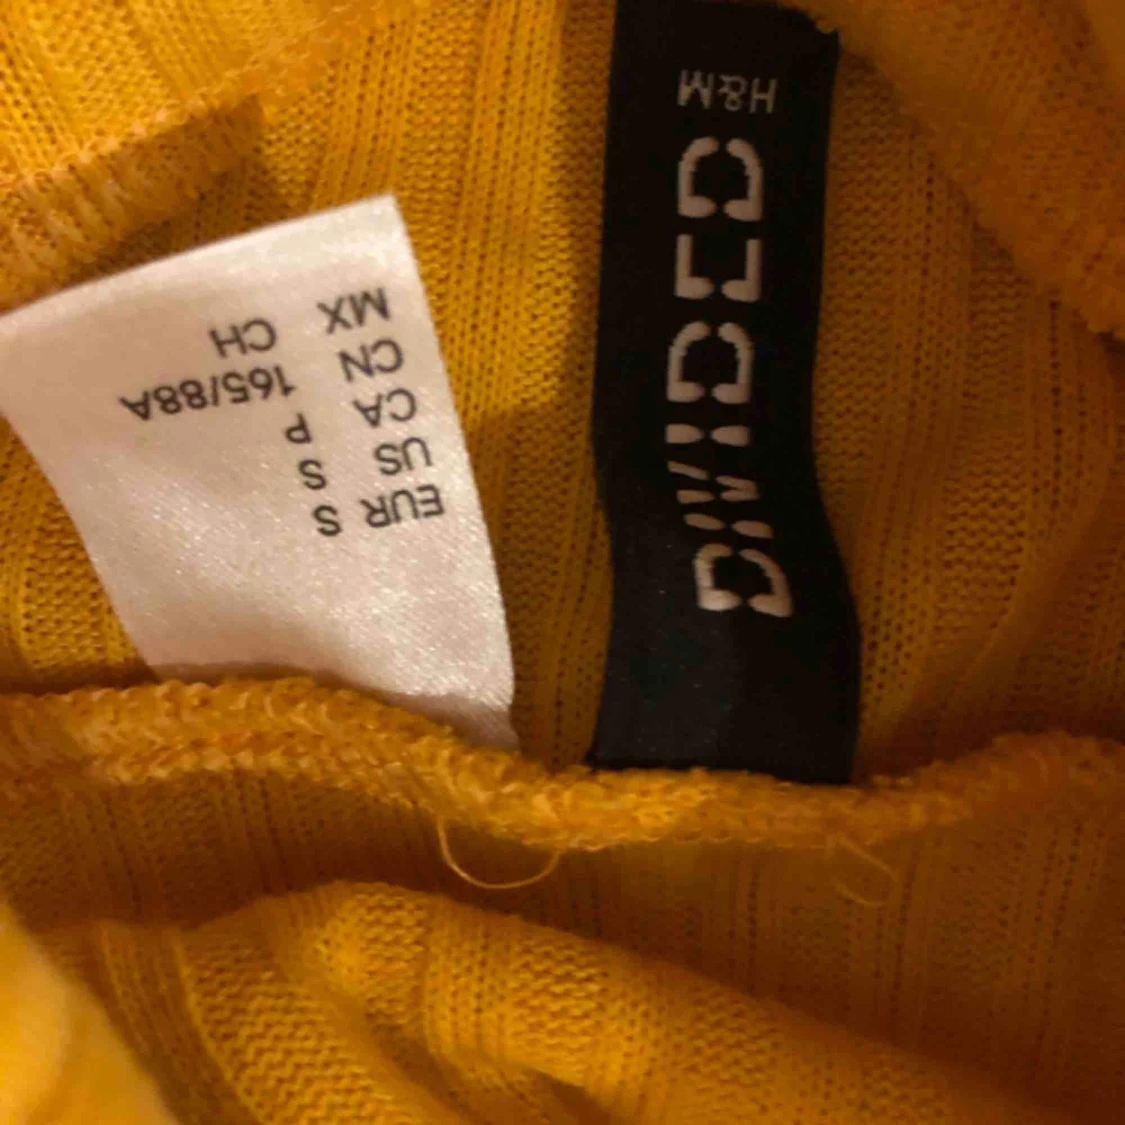 EUR S
US S
CA P
CN 165/88A
MX CH
DIVIDED
H&M